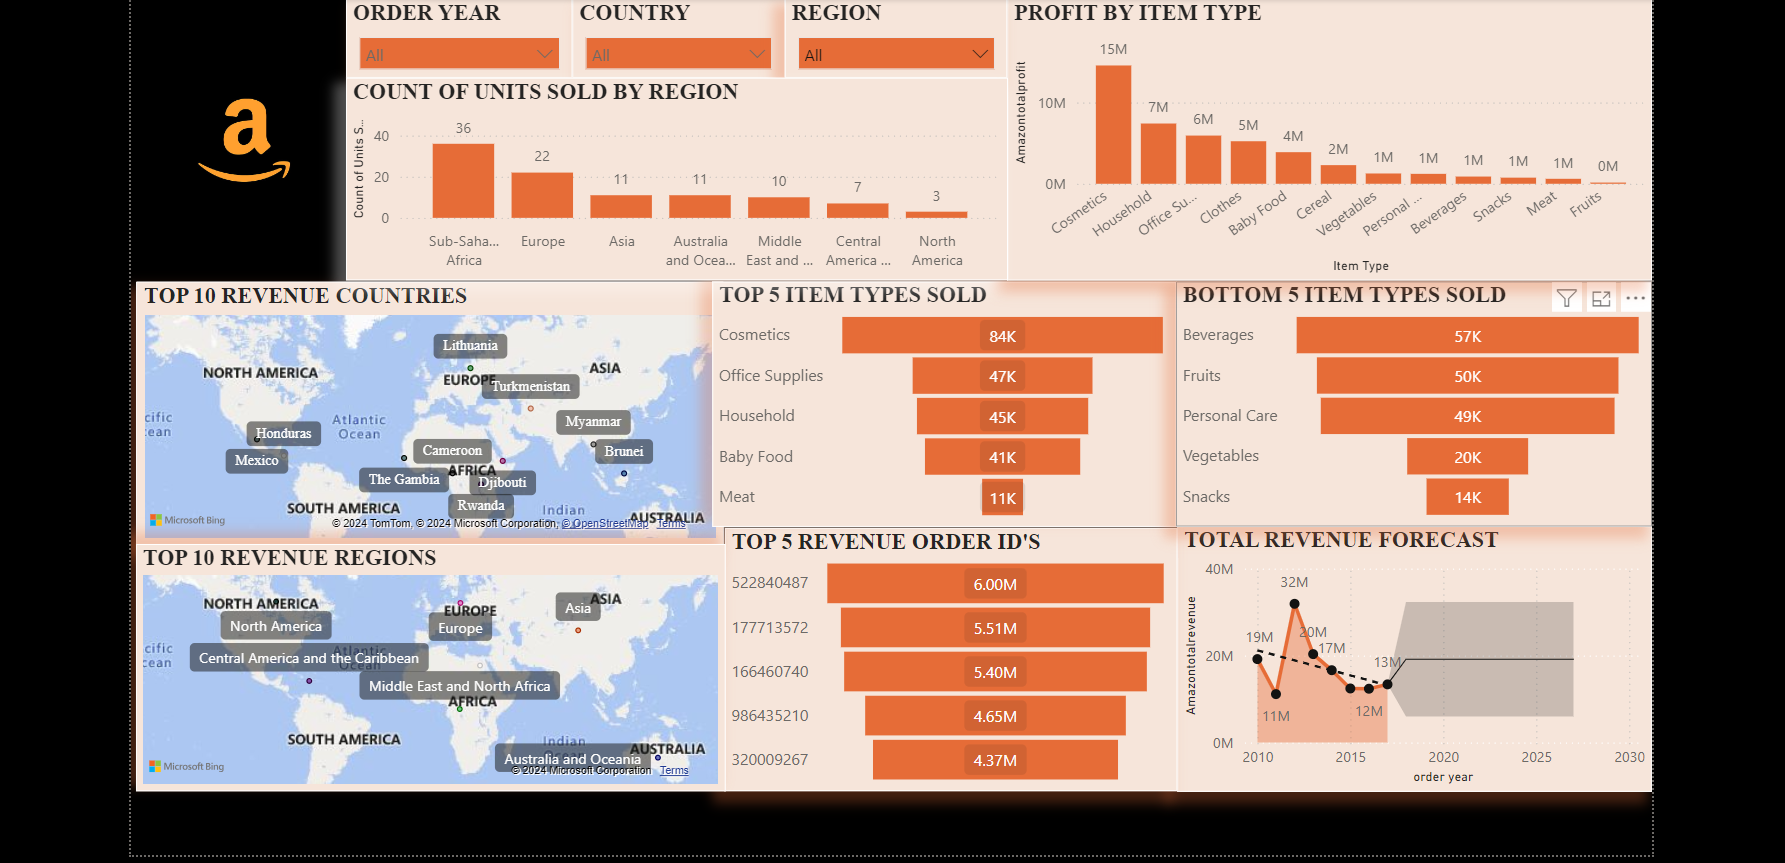 ORDER YEAR
All
COUNTRY
All
REGION
All
PROFIT BY ITEM TYPE
Amazontotalprofit
10M
0M
15M
7M
6M
5M
4M
2M
1M
1M
1M
1M
1M
0M
Cosmetics
Household
Office Su...
Clothes
Baby Food
Cereal
Vegetables
Personal ...
Beverages
Snacks
Meat
Fruits
Item Type
a
COUNT OF UNITS SOLD BY REGION
Count of Units S...
40
20
0
36
22
11
11
10
7
3
Sub-Saha...
Africa
Europe
Asia
Australia
and Ocea...
Middle
East and ...
Central
America ...
North
America
TOP 10 REVENUE COUNTRIES
NORTH AMERICA
EUROPE
ASIA
cific
ean
Atlantic
Ocean
AFRICA
SOUTH AMERICA
Indian
AUSTRALIA
Lithuania
Turkmenistan
Myanmar
Honduras
Mexico
Cameroon
Brunei
The Gambia
Djibouti
Rwanda
Microsoft Bing
© 2024 TomTom, © 2024 Microsoft Corporation, © OpenStreetMap Terms
TOP 5 ITEM TYPES SOLD
Cosmetics 84K
Office Supplies 47K
Household 45K
Baby Food 41K
Meat 11K
BOTTOM 5 ITEM TYPES SOLD
Beverages 57K
Fruits 50K
Personal Care 49K
Vegetables 20K
Snacks 14K
TOP 10 REVENUE REGIONS
NORTH AMERICA
EUROPE
ASIA
North America
Europe
Asia
cific
ean
Atlantic
Central America and the Caribbean
Middle East and North Africa
AFRICA
SOUTH AMERICA
Indian
AUSTRALIA
Australia and Oceania
Microsoft Bing
© 2024 Microsoft Corporation Terms
TOP 5 REVENUE ORDER ID'S
522840487 6.00M
177713572 5.51M
166460740 5.40M
986435210 4.65M
320009267 4.37M
TOTAL REVENUE FORECAST
Amazontotalrevenue
40M
20M
0M
19M
11M
32M
20M
17M
12M
13M
2010
2015
2020
2025
2030
order year